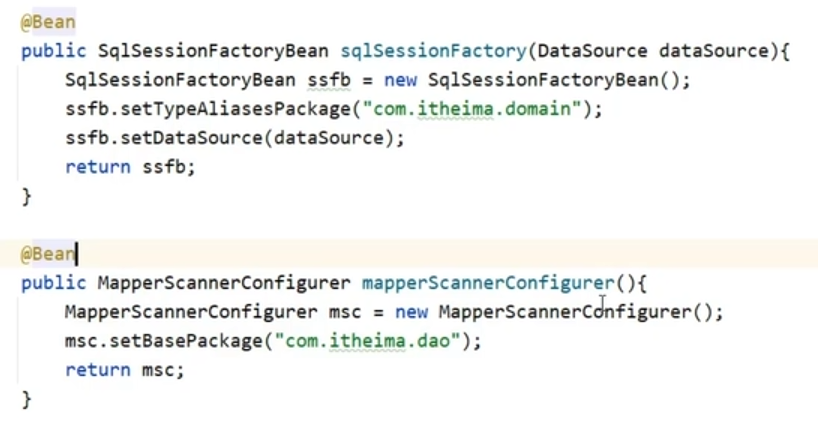 @Bean
public SqlSessionFactoryBean sqlSessionFactory(DataSource dataSource){
    SqlSessionFactoryBean ssfb = new SqlSessionFactoryBean();
    ssfb.setTypeAliasesPackage("com.itheima.domain");
    ssfb.setDataSource(dataSource);
    return ssfb;
}
@Bean
public MapperScannerConfigurer mapperScannerConfigurer(){
    MapperScannerConfigurer msc = new MapperScannerConfigurer();
    msc.setBasePackage("com.itheima.dao");
    return msc;
}